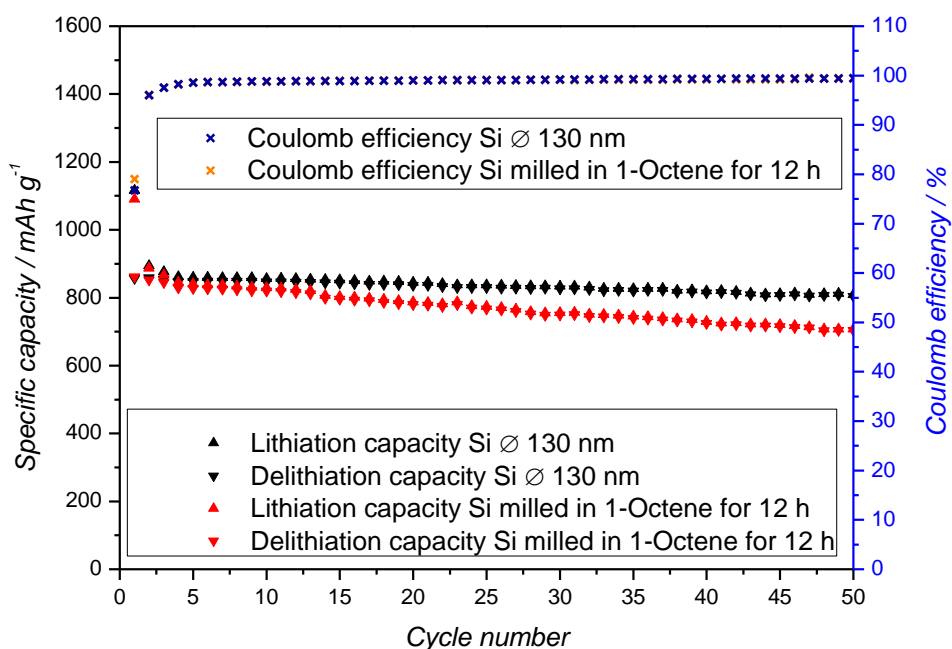 1600
1400
1200
1000
800
600
400
200
0
Specific capacity / mAh g⁻¹
110
100
90
80
70
60
50
40
30
20
10
0
Coulomb efficiency / %
Coulomb efficiency Si ∅ 130 nm
Coulomb efficiency Si milled in 1-Octene for 12 h
Lithiation capacity Si ∅ 130 nm
Delithiation capacity Si ∅ 130 nm
Lithiation capacity Si milled in 1-Octene for 12 h
Delithiation capacity Si milled in 1-Octene for 12 h
0 5 10 15 20 25 30 35 40 45 50
Cycle number